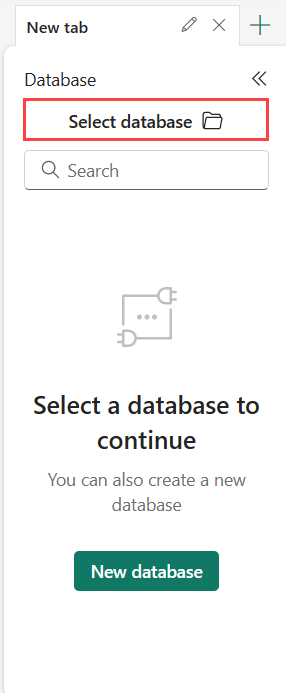 New tab
Database
Select database
Search
Select a database to
continue
You can also create a new
database
New database